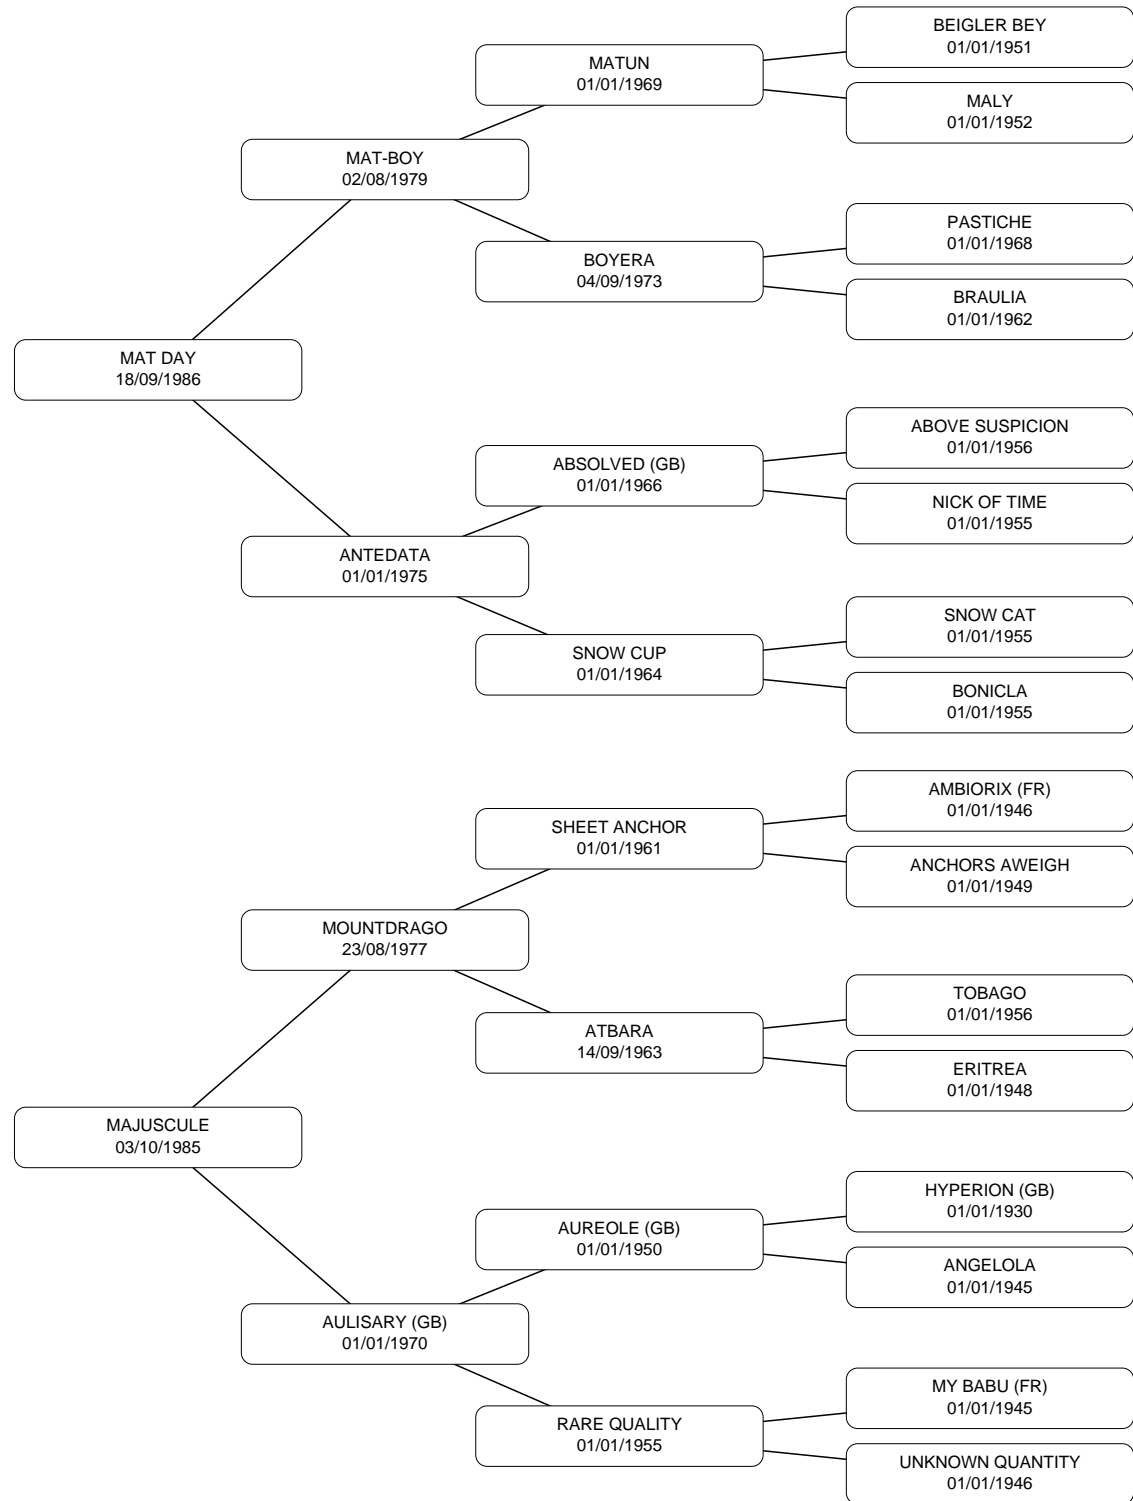 BEIGLER BEY
01/01/1951
MATUN
01/01/1969
MALY
01/01/1952
MAT-BOY
02/08/1979
PASTICHE
01/01/1968
BOYERA
04/09/1973
BRAULIA
01/01/1962
MAT DAY
18/09/1986
ABOVE SUSPICION
01/01/1956
ABSOLVED (GB)
01/01/1966
NICK OF TIME
01/01/1955
ANTEDATA
01/01/1975
SNOW CAT
01/01/1955
SNOW CUP
01/01/1964
BONICLA
01/01/1955
AMBIORIX (FR)
01/01/1946
SHEET ANCHOR
01/01/1961
ANCHORS AWEIGH
01/01/1949
MOUNTDRAGO
23/08/1977
TOBAGO
01/01/1956
ATBARA
14/09/1963
ERITREA
01/01/1948
MAJUSCULE
03/10/1985
HYPERION (GB)
01/01/1930
AUREOLE (GB)
01/01/1950
ANGELOLA
01/01/1945
AULISARY (GB)
01/01/1970
MY BABU (FR)
01/01/1945
RARE QUALITY
01/01/1955
UNKNOWN QUANTITY
01/01/1946